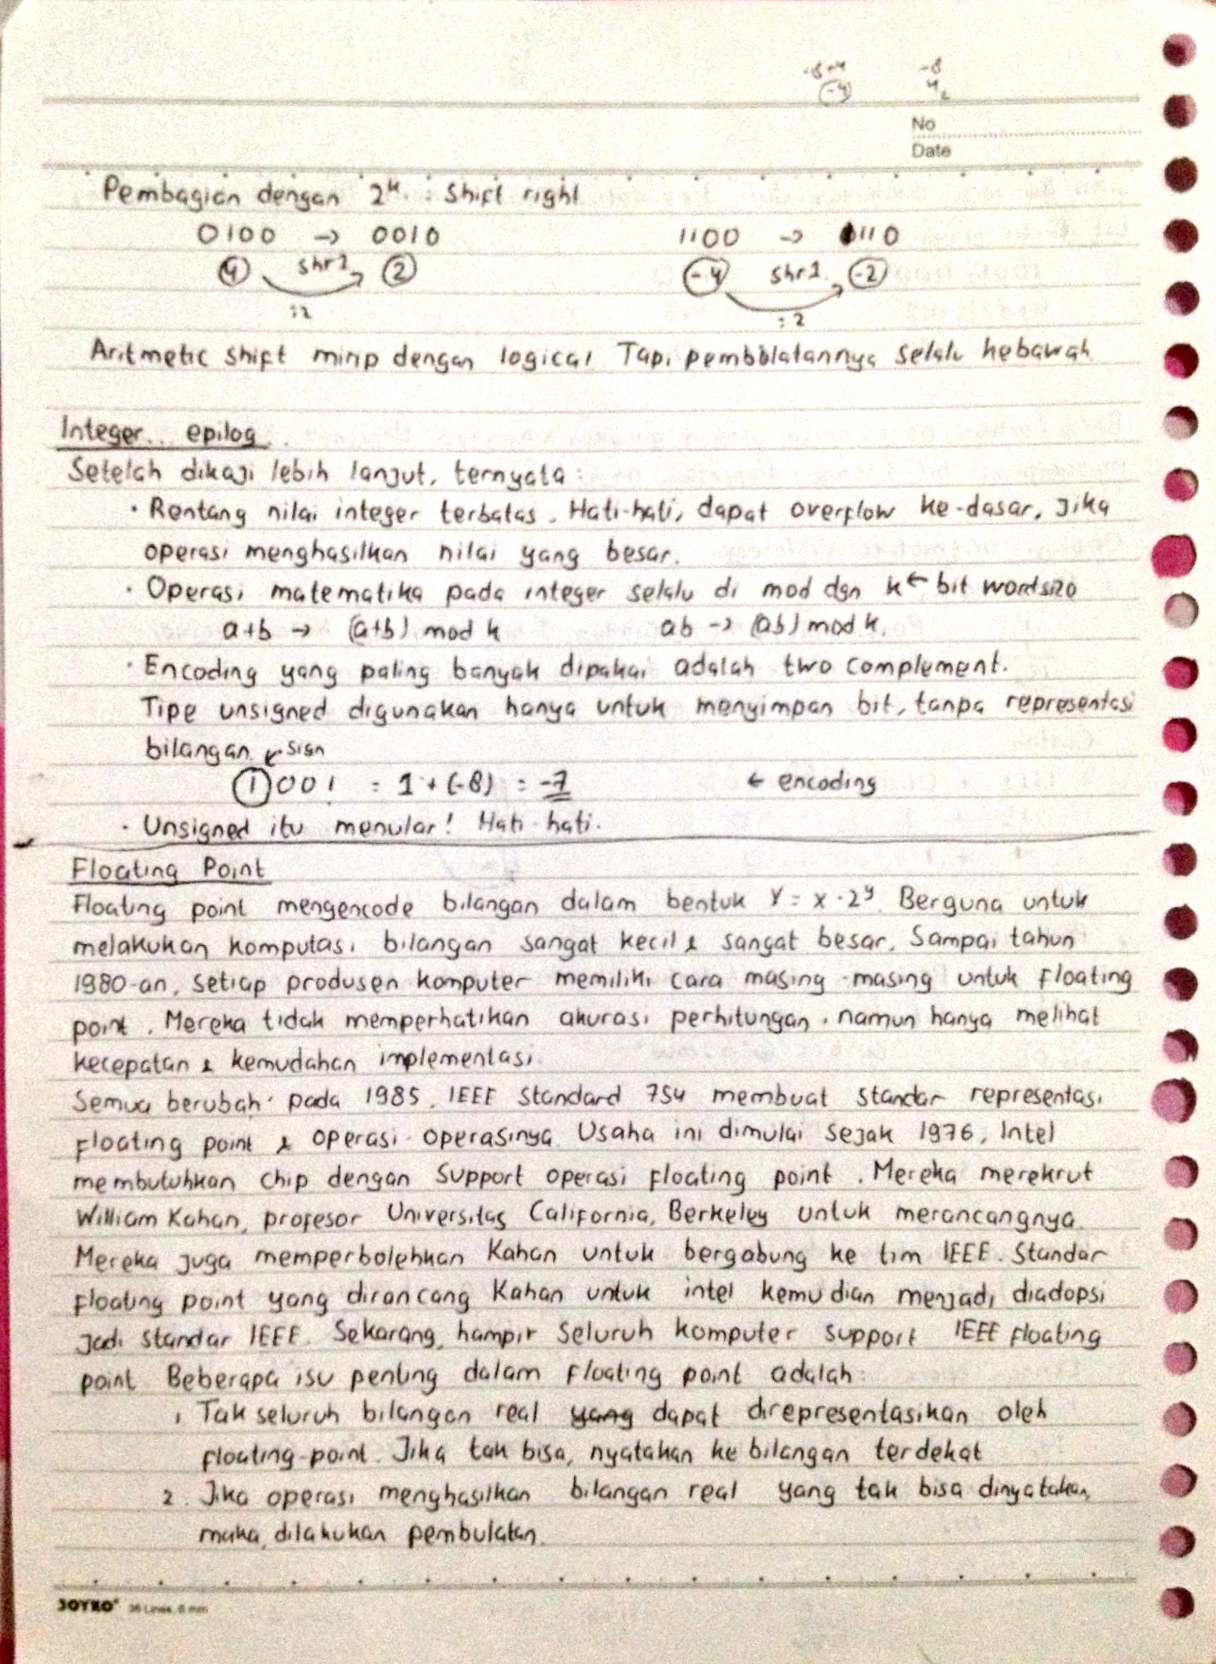 -8+4 -8
-4 4
No
Date
Pembagian dengan 2ᵏ : Shift right
0100 → 0010 1100 → 0110
4 shr 1 2 -4 shr 1 -2
:2 :2
Aritmetic shift mirip dengan logical Tapi pembulatannya selalu kebawah
Integer epilog
Setelah dikaji lebih lanjut, ternyata:
· Rentang nilai integer terbatas. Hati-hati, dapat overflow ke-dasar, Jika
operasi menghasilkan nilai yang besar.
· Operasi matematika pada integer selalu di mod dgn k ← bit wordsize
a+b → (a+b) mod k ab → (ab) mod k.
· Encoding yang paling banyak dipakai adalah two complement.
Tipe unsigned digunakan hanya untuk menyimpan bit, tanpa representasi
bilangan ↙ Sign
1001 = 1 + (-8) = -7 ← encoding
· Unsigned itu menular! Hati-hati.
Floating Point
Floating point mengencode bilangan dalam bentuk V = x · 2ʸ. Berguna untuk
melakukan komputasi bilangan sangat kecil & sangat besar. Sampai tahun
1980-an, setiap produsen komputer memiliki cara masing-masing untuk floating
point. Mereka tidak memperhatikan akurasi perhitungan, namun hanya melihat
kecepatan & kemudahan implementasi.
Semua berubah pada 1985. IEEE Standard 754 membuat standar representasi
floating point & operasi-operasinya. Usaha ini dimulai sejak 1976, Intel
membutuhkan chip dengan support operasi floating point. Mereka merekrut
William Kahan, profesor Universitas California, Berkeley untuk merancangnya.
Mereka juga memperbolehkan Kahan untuk bergabung ke tim IEEE. Standar
floating point yang dirancang Kahan untuk intel kemudian menjadi diadopsi
jadi standar IEEE. Sekarang, hampir seluruh komputer support IEEE floating
point Beberapa isu penting dalam floating point adalah:
1. Tak seluruh bilangan real yang dapat direpresentasikan oleh
floating-point. Jika tak bisa, nyatakan ke bilangan terdekat
2. Jika operasi menghasilkan bilangan real yang tak bisa dinyatakan,
maka, dilakukan pembulatan.
JOYKO 36 Lines, 6 mm